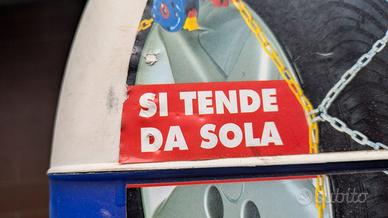 SI TENDE
DA SOLA
subito